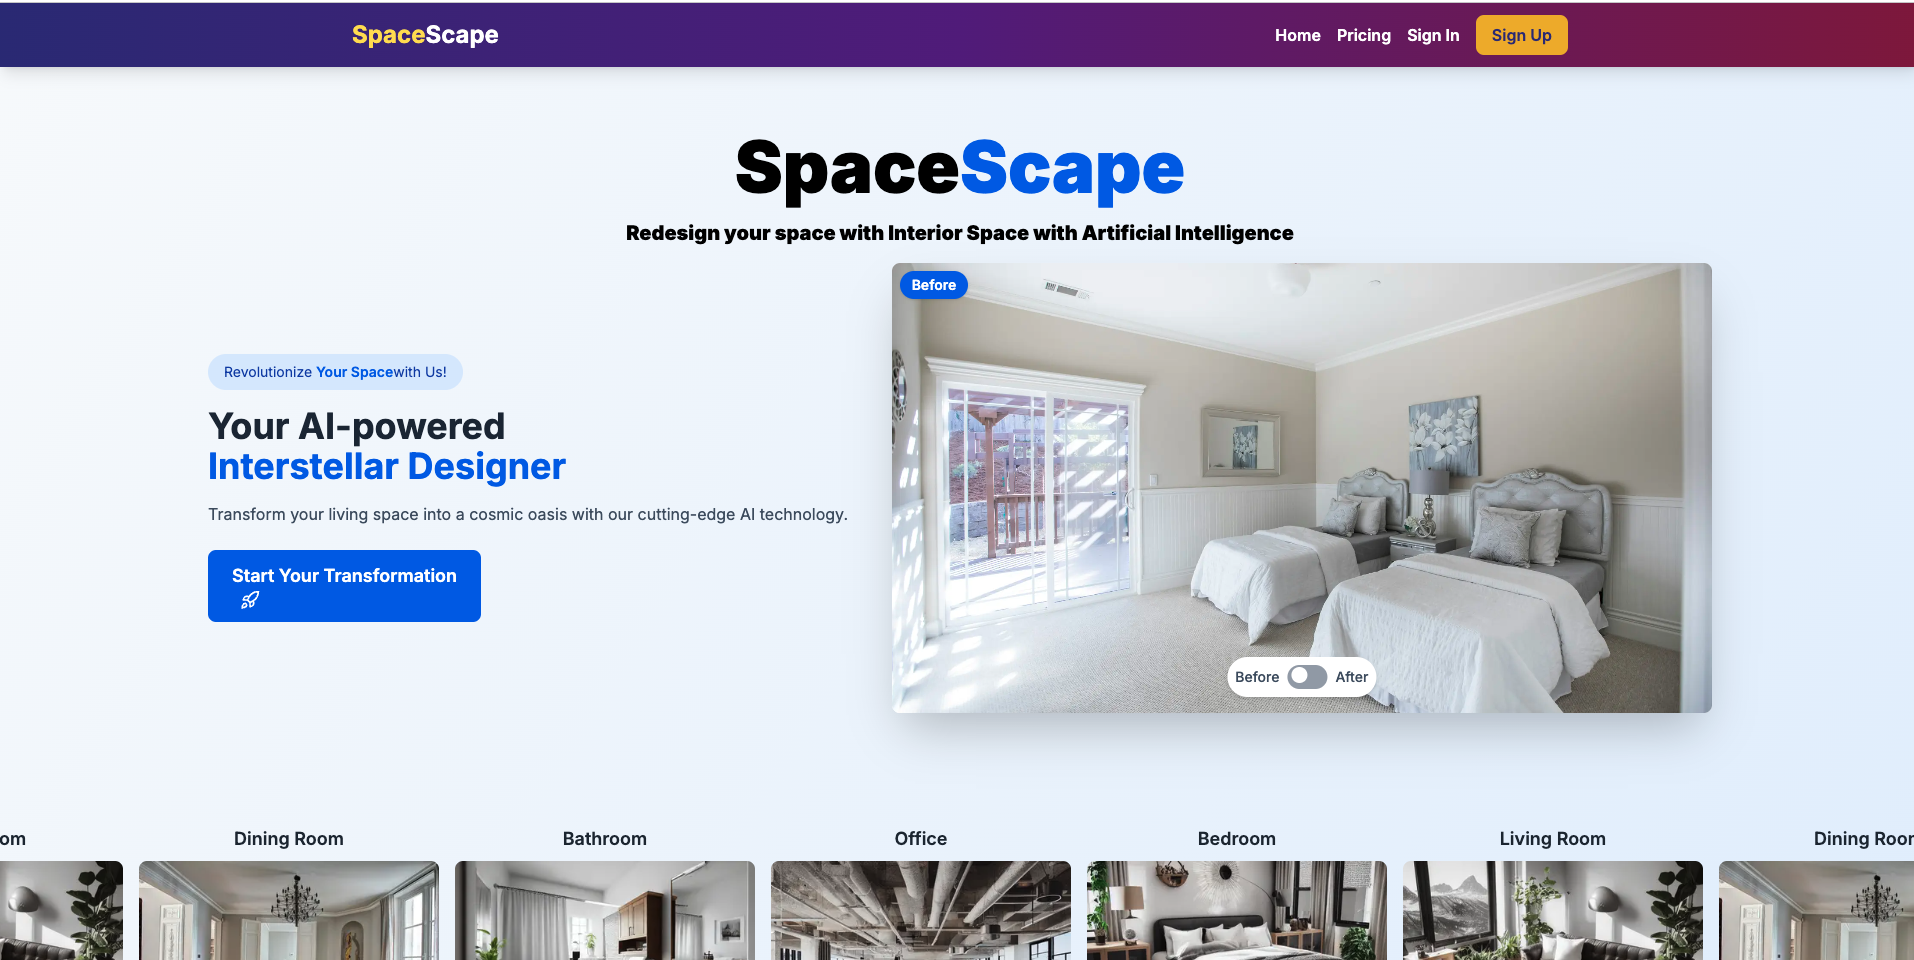 SpaceScape
Home Pricing Sign In Sign Up
SpaceScape
Redesign your space with Interior Space with Artificial Intelligence
Before
Revolutionize Your Spacewith Us!
Your AI-powered
Interstellar Designer
Transform your living space into a cosmic oasis with our cutting-edge AI technology.
Start Your Transformation
Before After
om Dining Room Bathroom Office Bedroom Living Room Dining Roor